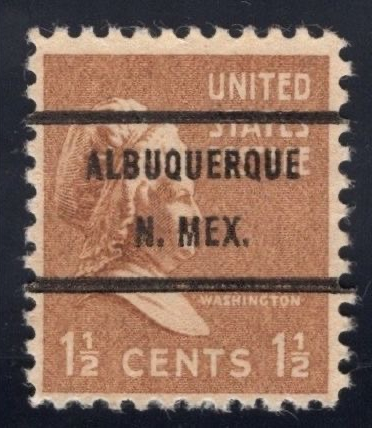 UNITED
STATES
ALBUQUERQUE
N. MEX.
WASHINGTON
1½ CENTS 1½